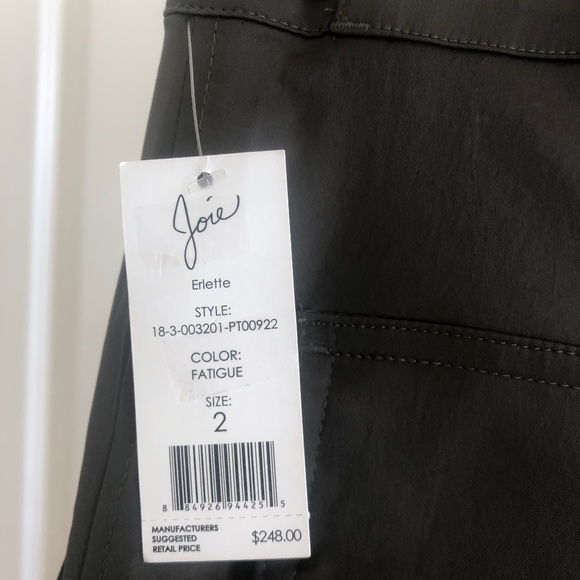 Joie
Erlette
STYLE:
18-3-003201-PT00922
COLOR:
FATIGUE
SIZE:
2
8 84926 94425 5
MANUFACTURERS
SUGGESTED
RETAIL PRICE $248.00